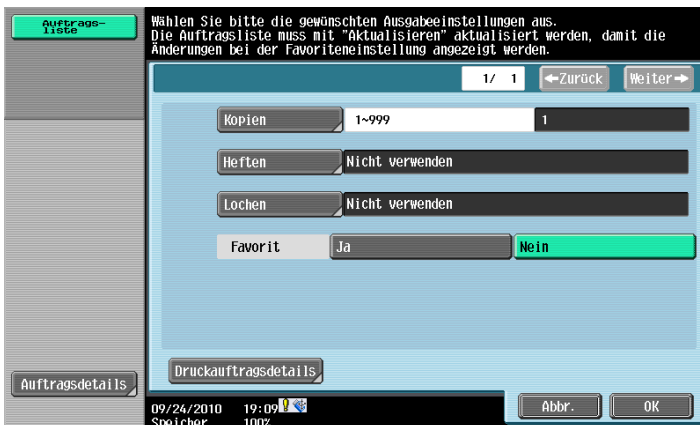 Auftrags-
liste
Wählen Sie bitte die gewünschten Ausgabeeinstellungen aus.
Die Auftragsliste muss mit "Aktualisieren" aktualisiert werden, damit die
Änderungen bei der Favoriteneinstellung angezeigt werden.
1/ 1 ←Zurück Weiter→
Kopien 1~999 1
Heften Nicht verwenden
Lochen Nicht verwenden
Favorit Ja Nein
Druckauftragsdetails
Auftragsdetails
Abbr. OK
09/24/2010 19:09
Speicher 100%